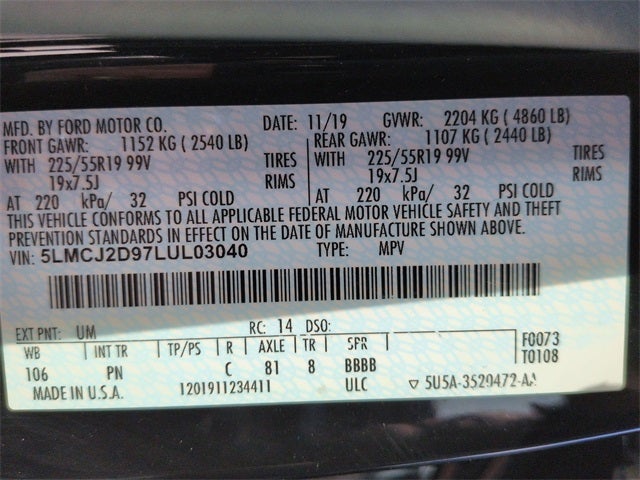 MFD. BY FORD MOTOR CO. DATE: 11/19 GVWR: 2204 KG ( 4860 LB)
FRONT GAWR: 1152 KG ( 2540 LB) REAR GAWR: 1107 KG ( 2440 LB)
WITH 225/55R19 99V TIRES WITH 225/55R19 99V TIRES
19x7.5J RIMS 19x7.5J RIMS
AT 220 kPa/ 32 PSI COLD AT 220 kPa/ 32 PSI COLD
THIS VEHICLE CONFORMS TO ALL APPLICABLE FEDERAL MOTOR VEHICLE SAFETY AND THEFT
PREVENTION STANDARDS IN EFFECT ON THE DATE OF MANUFACTURE SHOWN ABOVE.
VIN: 5LMCJ2D97LUL03040 TYPE: MPV
EXT PNT: UM RC: 14 DSO:
WB INT TR TP/PS R AXLE TR SPR F0073
106 PN C 81 8 BBBB T0108
MADE IN U.S.A. 1201911234411 ULC ▽ 5U5A-3520472-AA